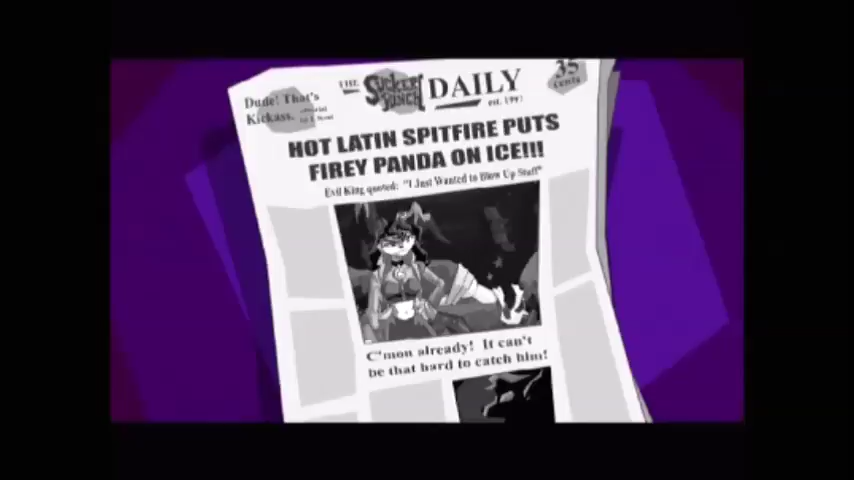 THE SUCKER PUNCH DAILY
est. 1997
35 cents
Dude! That's
Kickass.
HOT LATIN SPITFIRE PUTS
FIREY PANDA ON ICE!!!
Evil King quoted: "I Just Wanted to Blow Up Stuff"
C'mon already! It can't
be that hard to catch him!